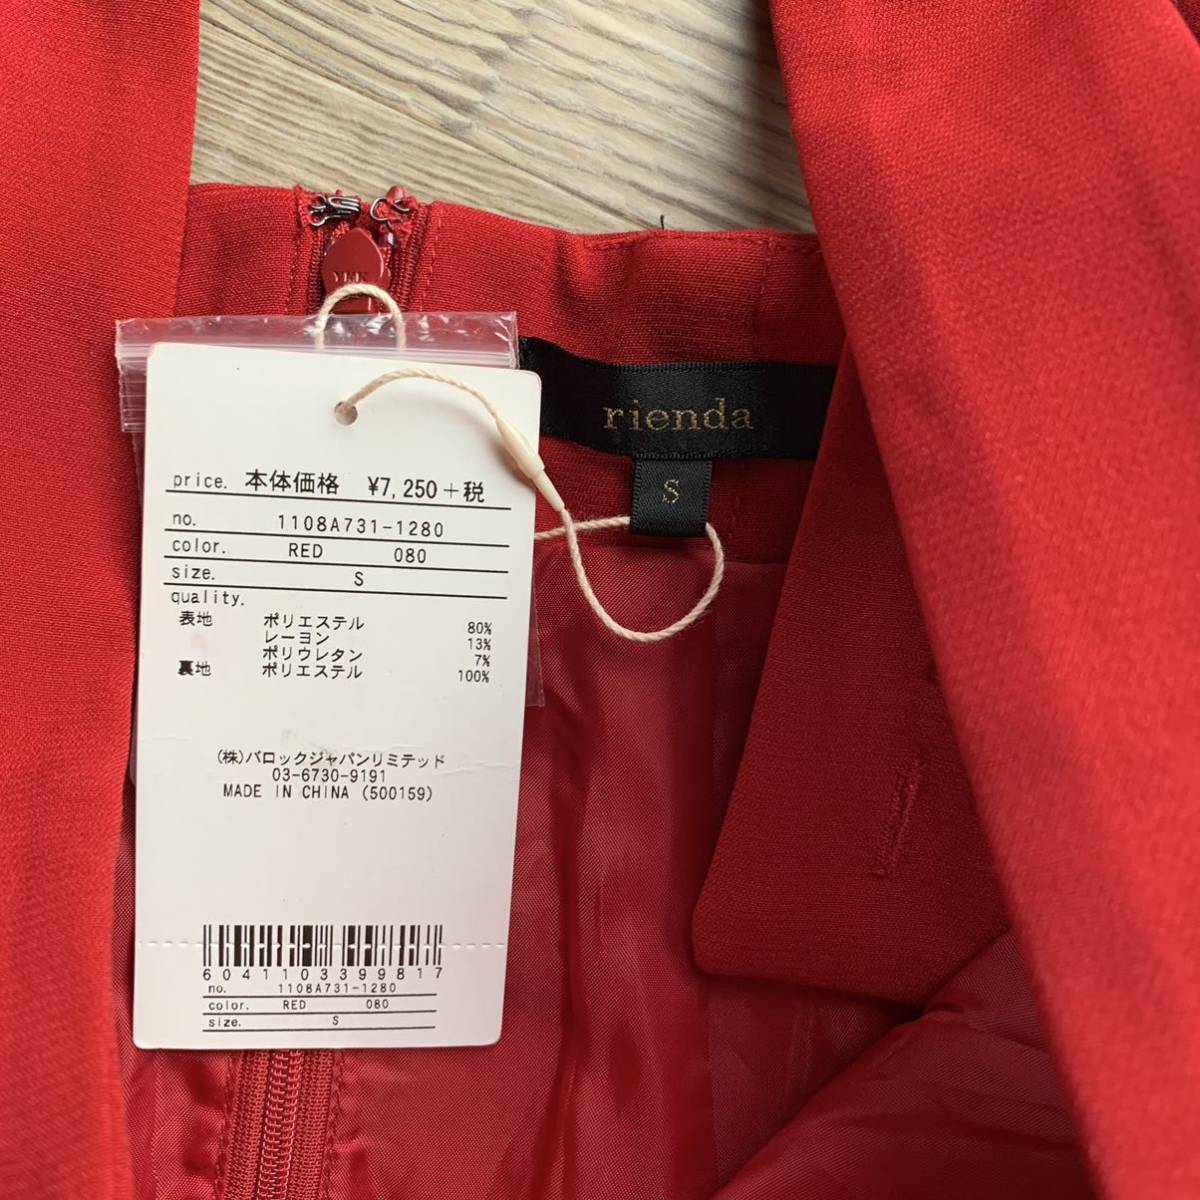 YKK
rienda
S
price. 本体価格 ¥7,250+税
no. 1108A731-1280
color. RED 080
size. S
quality.
表地 ポリエステル 80%
レーヨン 13%
ポリウレタン 7%
裏地 ポリエステル 100%
(株)バロックジャパンリミテッド
03-6730-9191
MADE IN CHINA (500159)
6041103399817
no. 1108A731-1280
color. RED 080
size. S